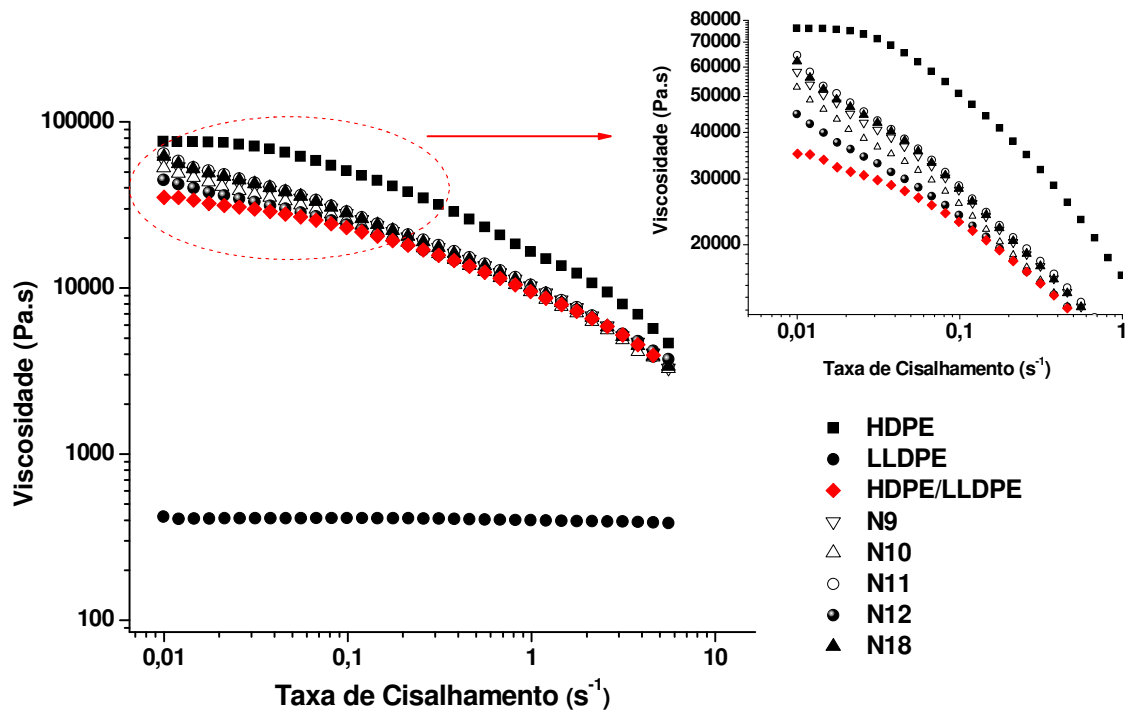 100000
10000
1000
100
0,01
0,1
1
10
Viscosidade (Pa.s)
Taxa de Cisalhamento (s⁻¹)
80000
70000
60000
50000
40000
30000
20000
0,01
0,1
1
Viscosidade (Pa.s)
Taxa de Cisalhamento (s⁻¹)
HDPE
LLDPE
HDPE/LLDPE
N9
N10
N11
N12
N18